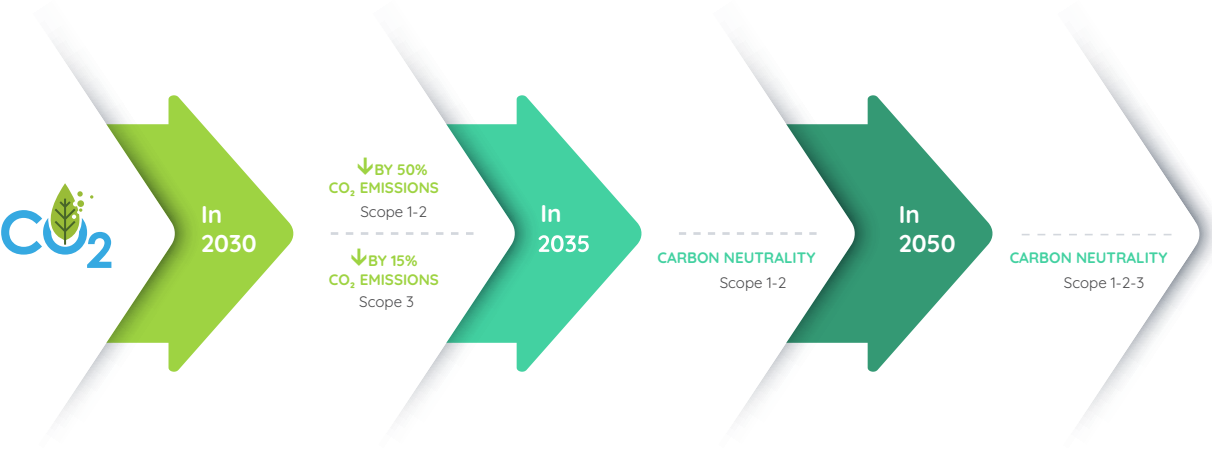 CO2
In
2030
↓BY 50%
CO₂ EMISSIONS
Scope 1-2
↓BY 15%
CO₂ EMISSIONS
Scope 3
In
2035
CARBON NEUTRALITY
Scope 1-2
In
2050
CARBON NEUTRALITY
Scope 1-2-3